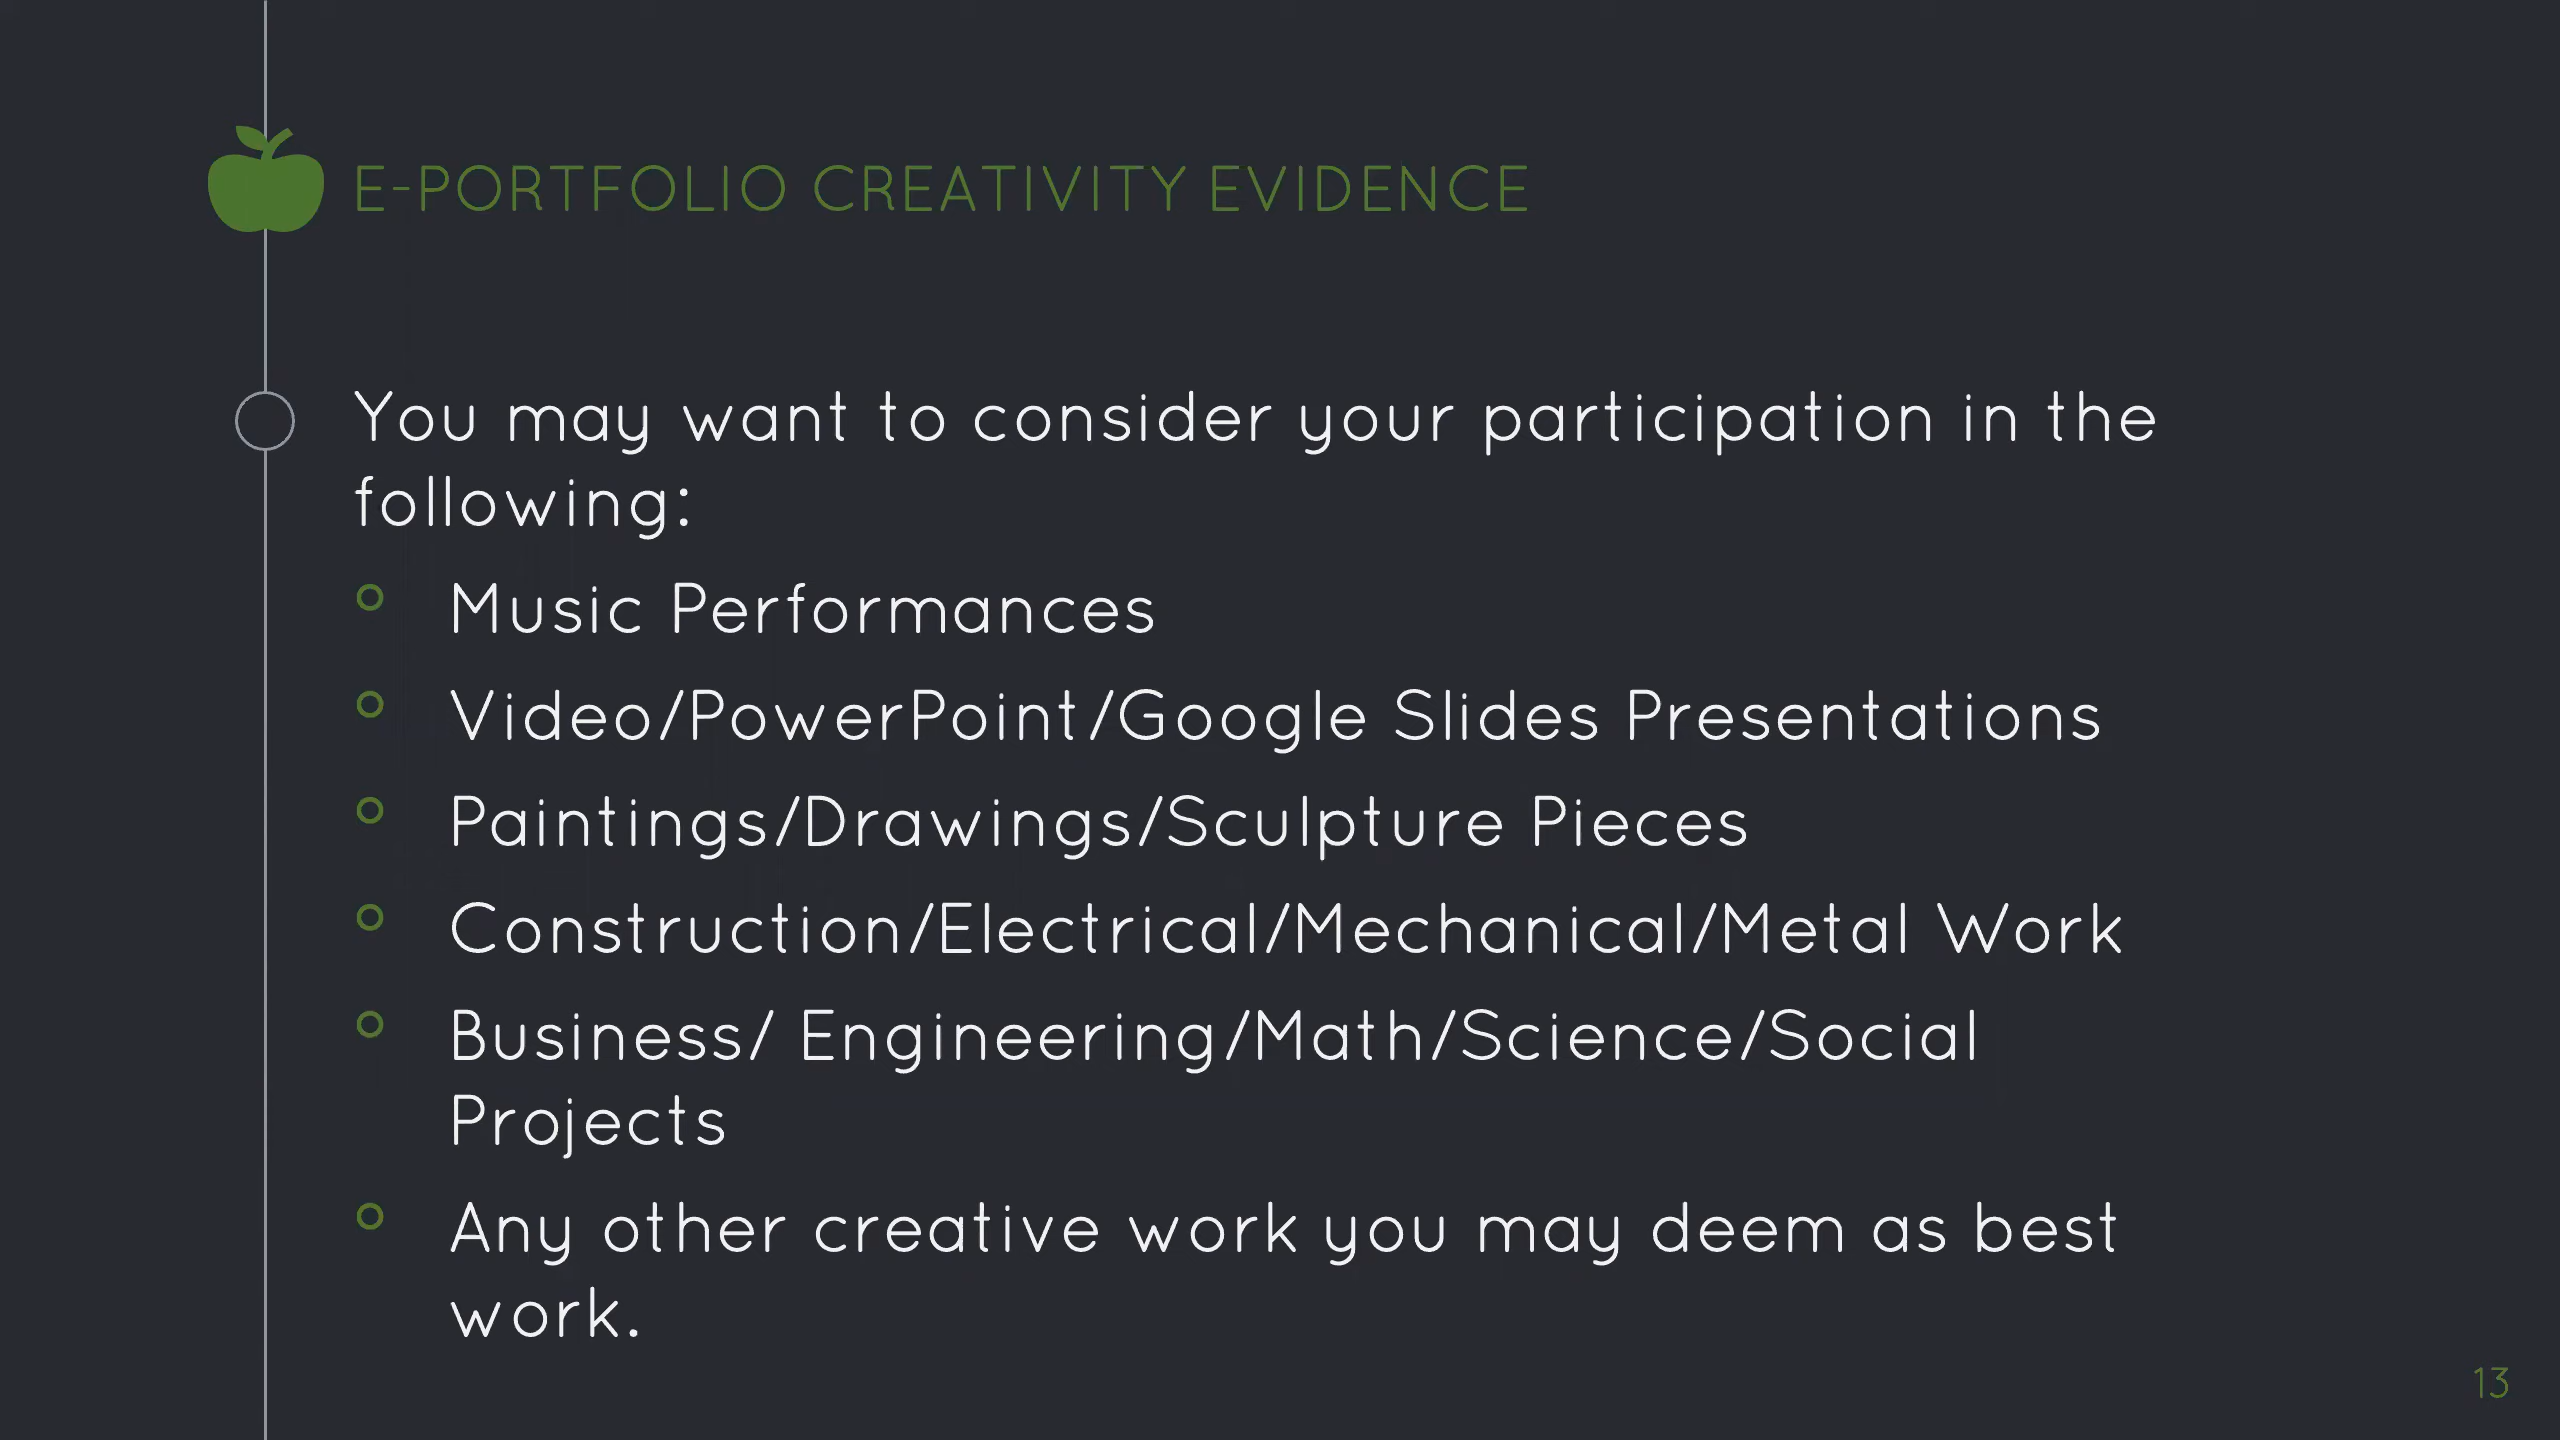 E-PORTFOLIO CREATIVITY EVIDENCE
You may want to consider your participation in the
following:
Music Performances
Video/PowerPoint/Google Slides Presentations
Paintings/Drawings/Sculpture Pieces
Construction/Electrical/Mechanical/Metal Work
Business/ Engineering/Math/Science/Social
Projects
Any other creative work you may deem as best
work.
13